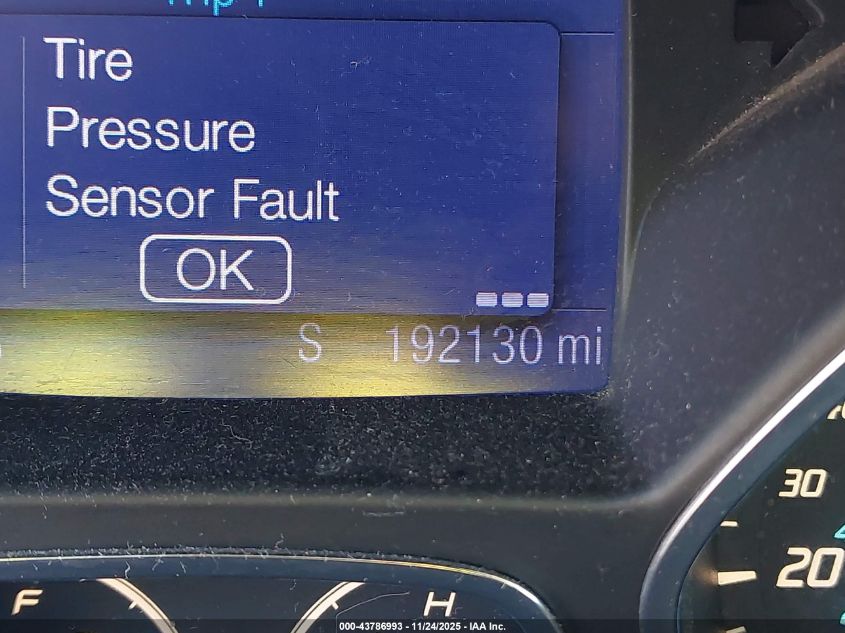 Tire
Pressure
Sensor Fault
OK
S 192130 mi
30
20
F H
000-43786993 - 11/24/2025 - IAA Inc.